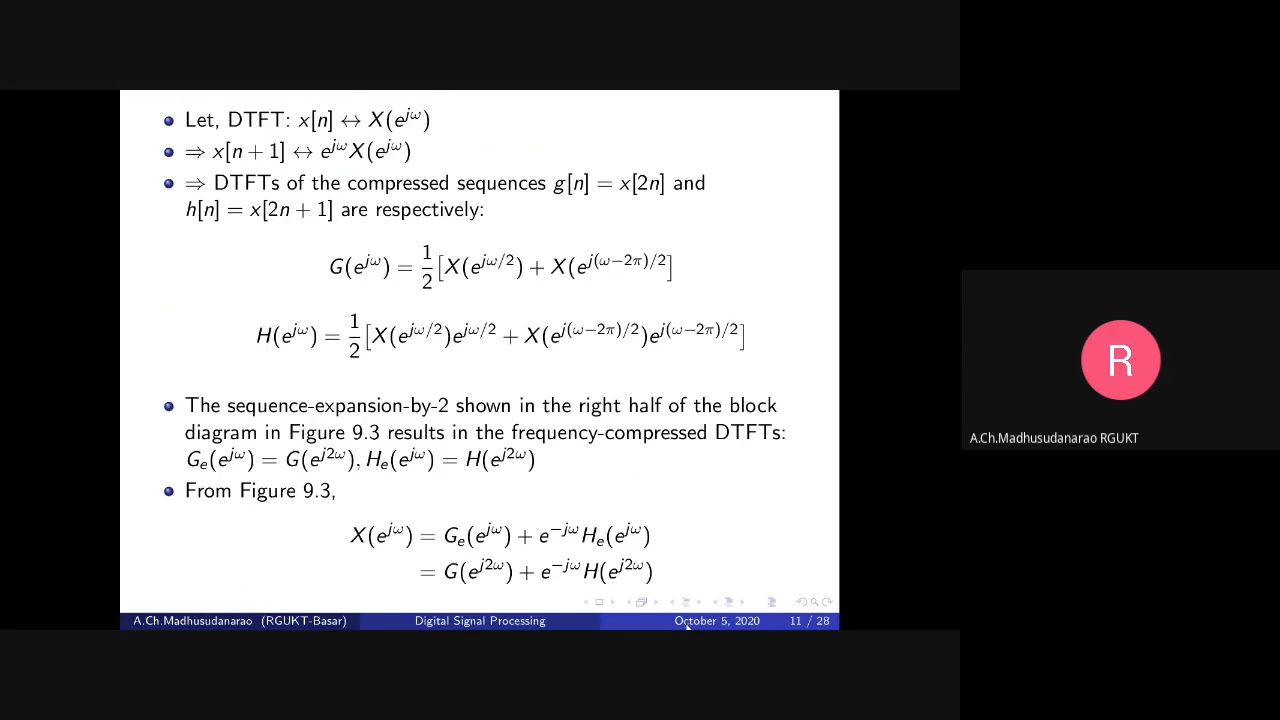 Let, DTFT: x[n] ↔ X(e^{jω})
⇒ x[n + 1] ↔ e^{jω}X(e^{jω})
⇒ DTFTs of the compressed sequences g[n] = x[2n] and
h[n] = x[2n + 1] are respectively:
G(e^{jω}) = \frac{1}{2}[X(e^{jω/2}) + X(e^{j(ω−2π)/2}]
H(e^{jω}) = \frac{1}{2}[X(e^{jω/2})e^{jω/2} + X(e^{j(ω−2π)/2})e^{j(ω−2π)/2}]
The sequence-expansion-by-2 shown in the right half of the block
diagram in Figure 9.3 results in the frequency-compressed DTFTs:
G_e(e^{jω}) = G(e^{j2ω}), H_e(e^{jω}) = H(e^{j2ω})
From Figure 9.3,
X(e^{jω}) = G_e(e^{jω}) + e^{−jω}H_e(e^{jω})
= G(e^{j2ω}) + e^{−jω}H(e^{j2ω})
A.Ch.Madhusudanarao (RGUKT-Basar) Digital Signal Processing October 5, 2020 11 / 28
R
A.Ch.Madhusudanarao RGUKT